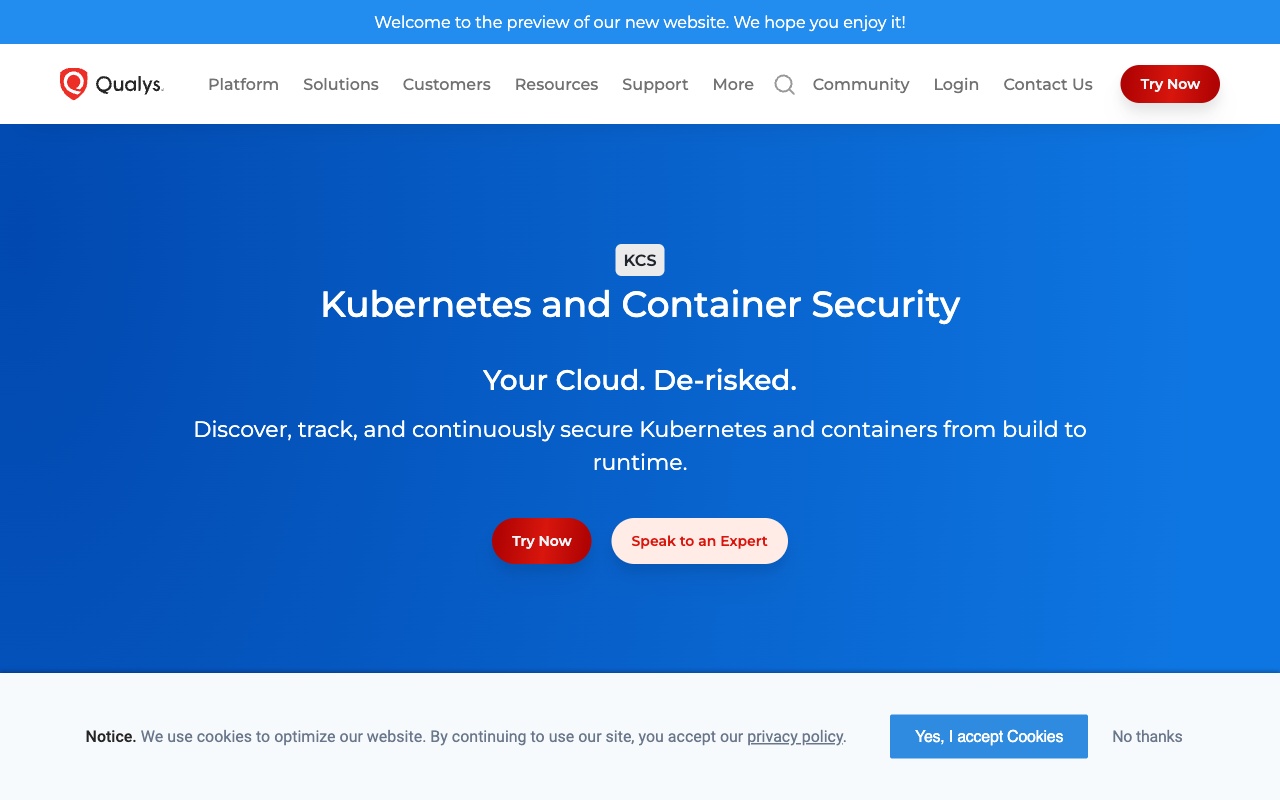 Welcome to the preview of our new website. We hope you enjoy it!
Qualys.
Platform
Solutions
Customers
Resources
Support
More
Community
Login
Contact Us
Try Now
KCS
Kubernetes and Container Security
Your Cloud. De-risked.
Discover, track, and continuously secure Kubernetes and containers from build to
runtime.
Try Now
Speak to an Expert
Notice. We use cookies to optimize our website. By continuing to use our site, you accept our privacy policy.
Yes, I accept Cookies
No thanks